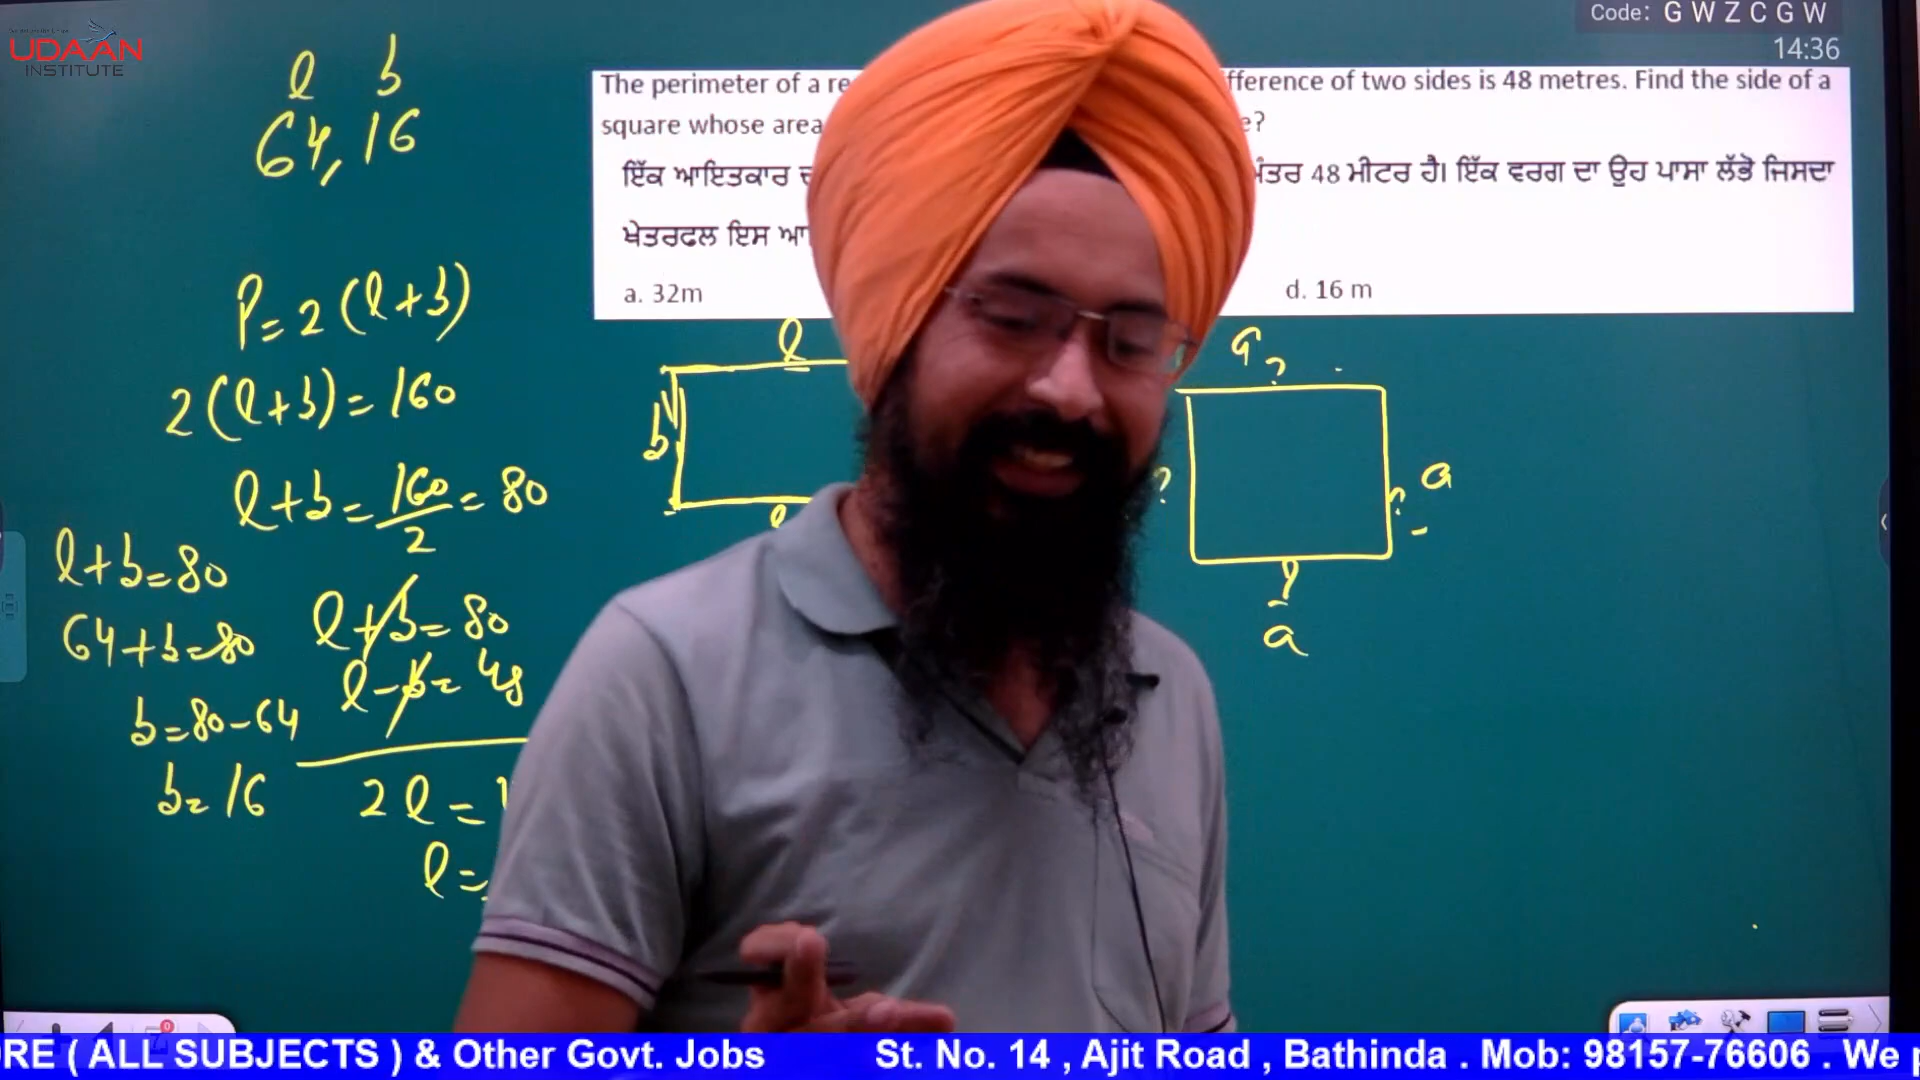 UDAAN
INSTITUTE
Code: GWZCGW
14:36
l b
64, 16
The perimeter of a re fference of two sides is 48 metres. Find the side of a
square whose area e?
ਇੱਕ ਆਇਤਕਾਰ ਮੰਤਰ 48 ਮੀਟਰ ਹੈ। ਇੱਕ ਵਰਗ ਦਾ ਉਹ ਪਾਸਾ ਲੱਭੋ ਜਿਸਦਾ
ਖੇਤਰਫਲ ਇਸ ਆ
a. 32m d. 16 m
P=2(l+b)
2(l+b)=160
l+b=160/2=80
l+b=80
64+b=80
b=80-64
b=16
l+b=80
l-b=48
2l=1
l=
l
b
l
a ?
?
? a
a
RE ( ALL SUBJECTS ) & Other Govt. Jobs St. No. 14 , Ajit Road , Bathinda . Mob: 98157-76606 . We p